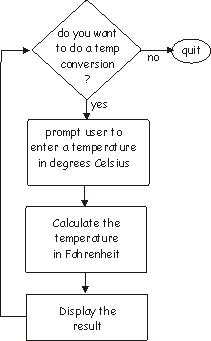 do you want
to do a temp
conversion
?
no
quit
yes
prompt user to
enter a temperature
in degrees Celsius
Calculate the
temperature
in Fahrenheit
Display the
result